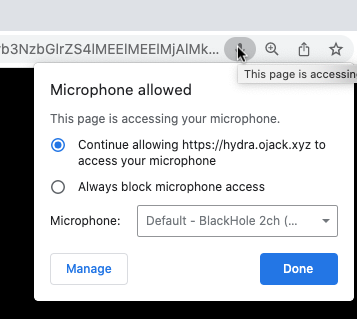 rb3NzbGlrZS4lMEElMEElMjAlMk...
This page is accessing
Microphone allowed
This page is accessing your microphone.
Continue allowing https://hydra.ojack.xyz to
access your microphone
Always block microphone access
Microphone: Default - BlackHole 2ch (...
Manage Done